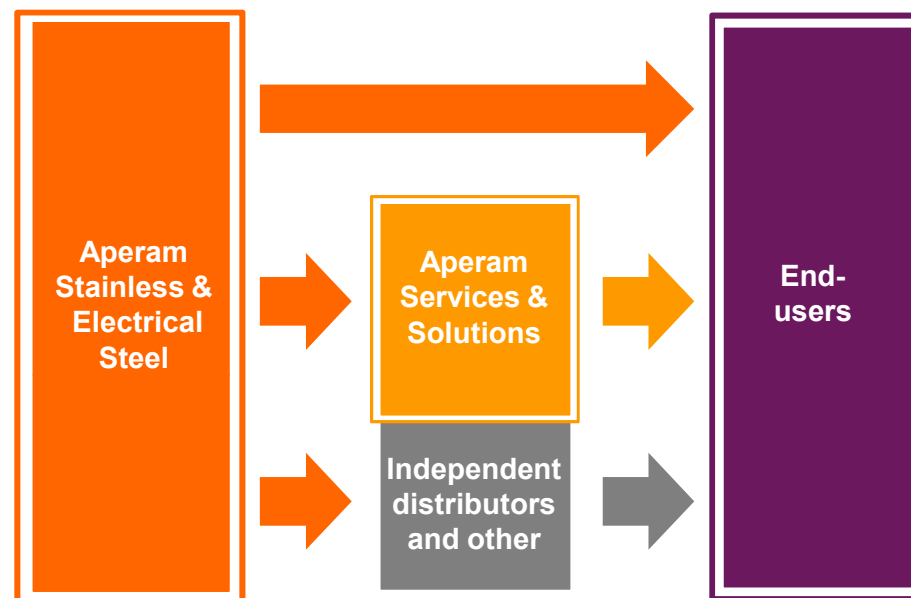 Aperam
Stainless &
Electrical
Steel
Aperam
Services &
Solutions
Independent
distributors
and other
End-
users